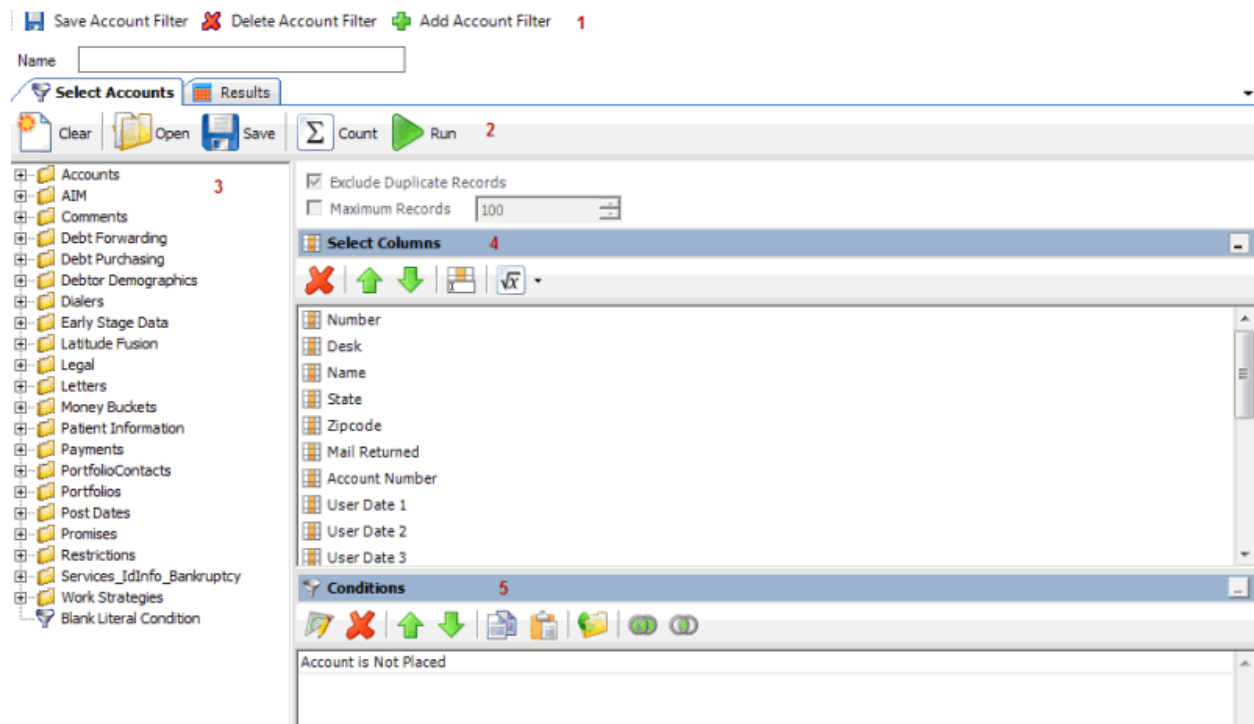 Save Account Filter Delete Account Filter Add Account Filter 1
Name
Select Accounts Results
Clear Open Save Σ Count Run 2
3
Accounts
AIM
Comments
Debt Forwarding
Debt Purchasing
Debtor Demographics
Dialers
Early Stage Data
Latitude Fusion
Legal
Letters
Money Buckets
Patient Information
Payments
PortfolioContacts
Portfolios
Post Dates
Promises
Restrictions
Services_IdInfo_Bankruptcy
Work Strategies
Blank Literal Condition
Exclude Duplicate Records
Maximum Records 100
Select Columns 4
√x
Number
Desk
Name
State
Zipcode
Mail Returned
Account Number
User Date 1
User Date 2
User Date 3
Conditions 5
Account is Not Placed